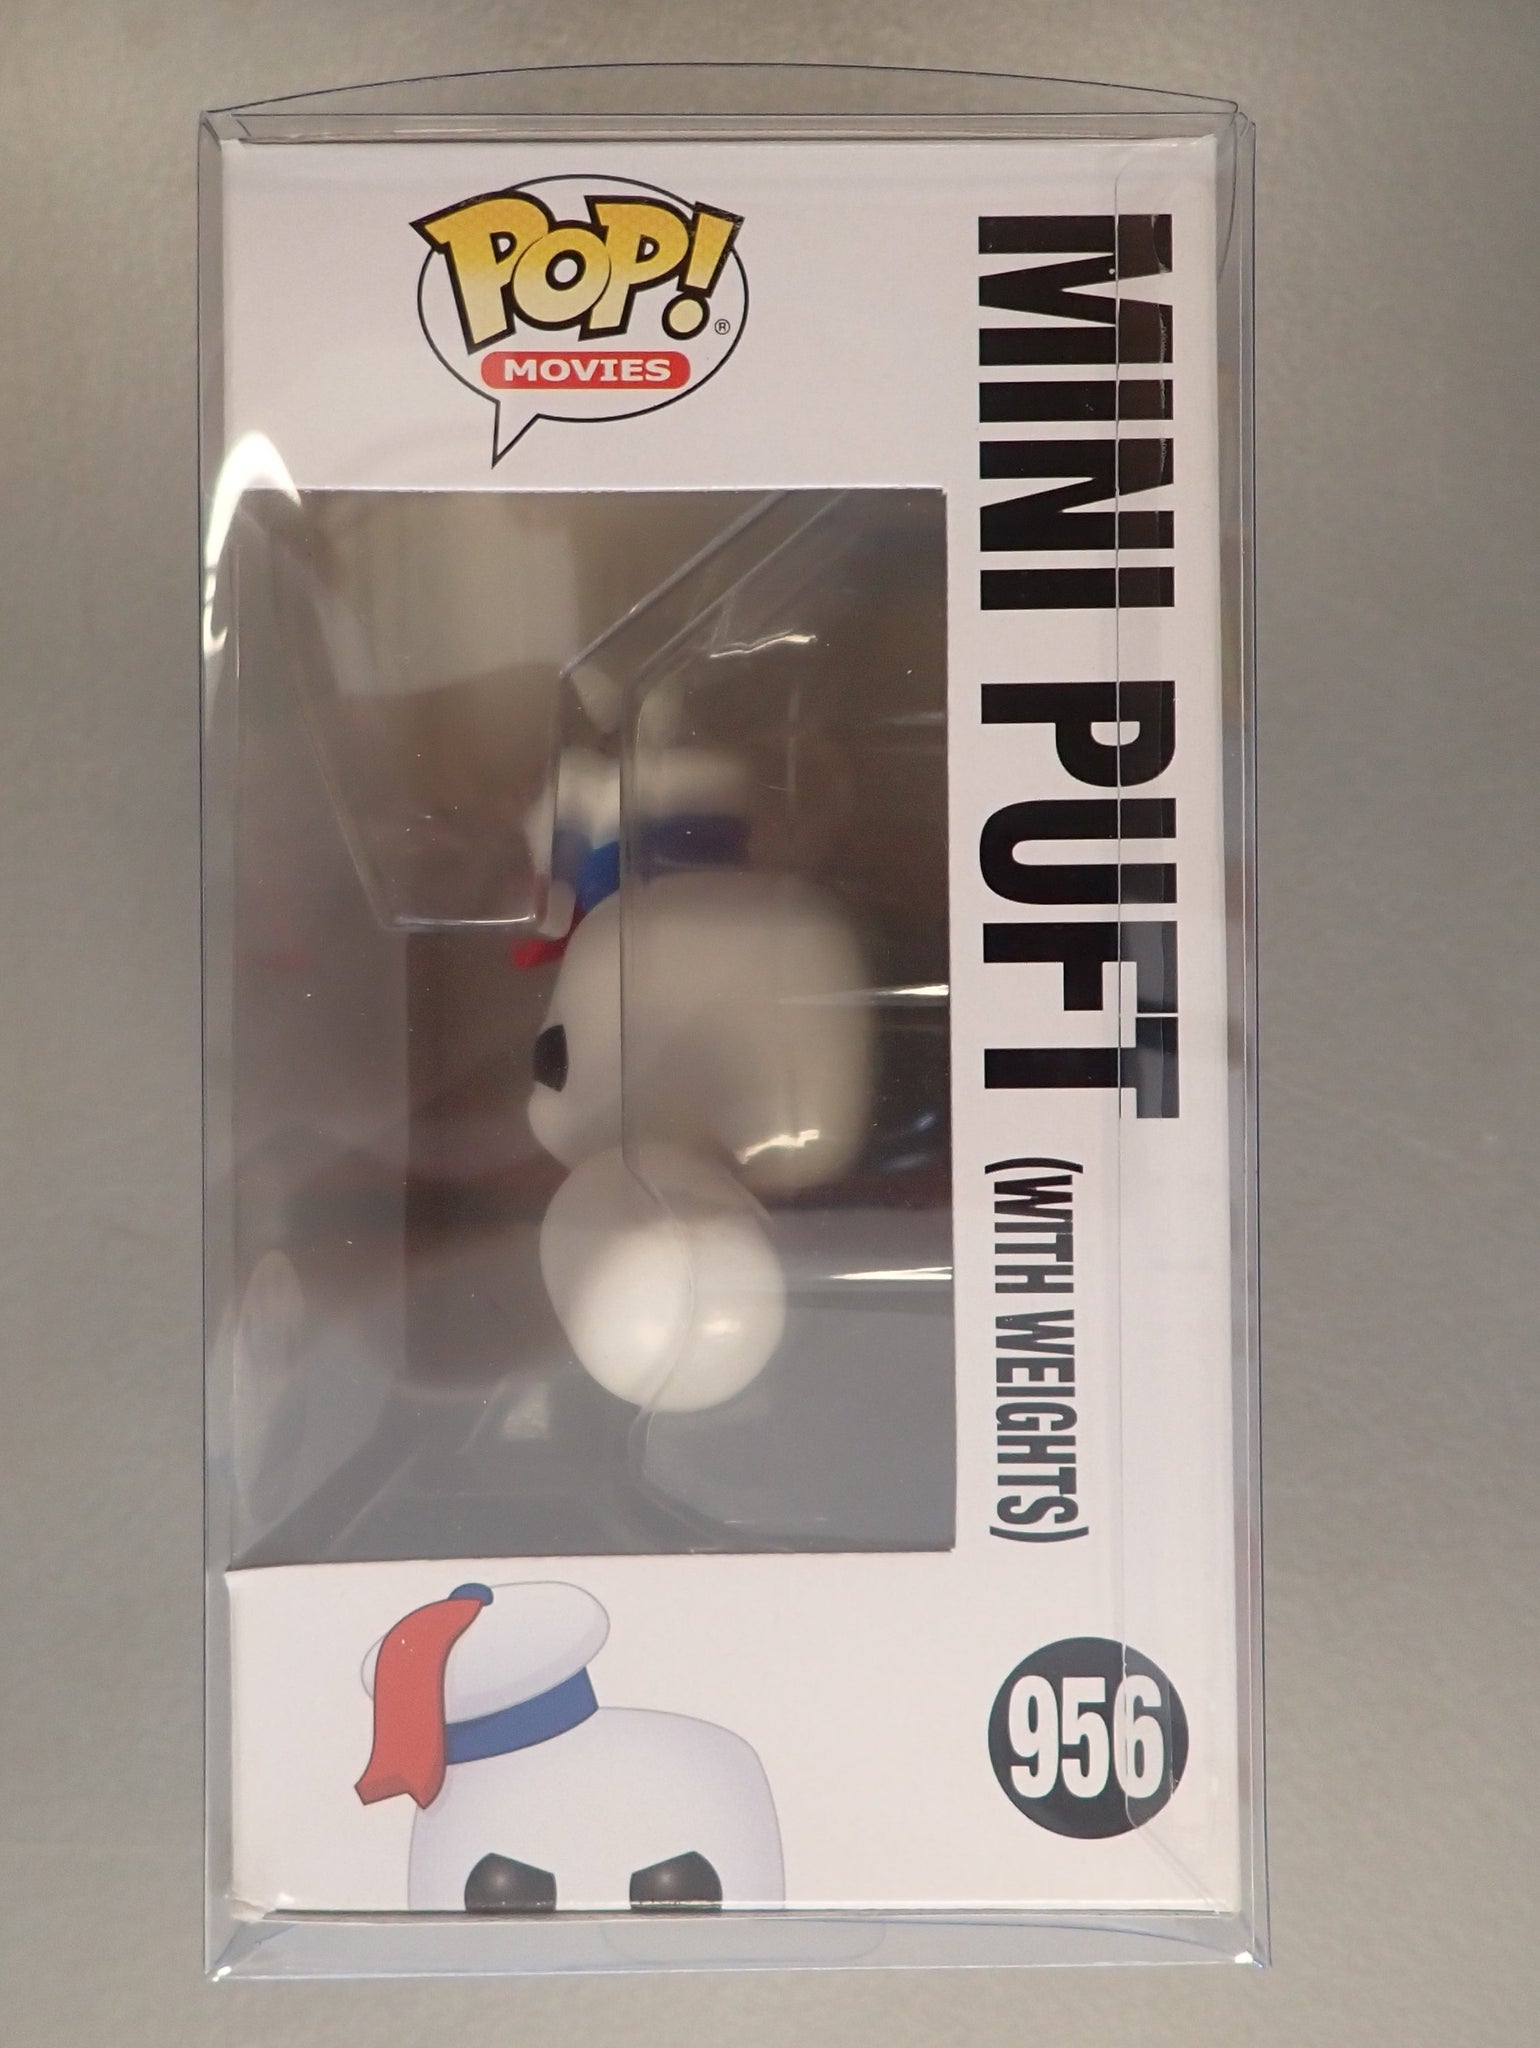 POP!®
MOVIES
MINI PUFT (WITH WEIGHTS)
956